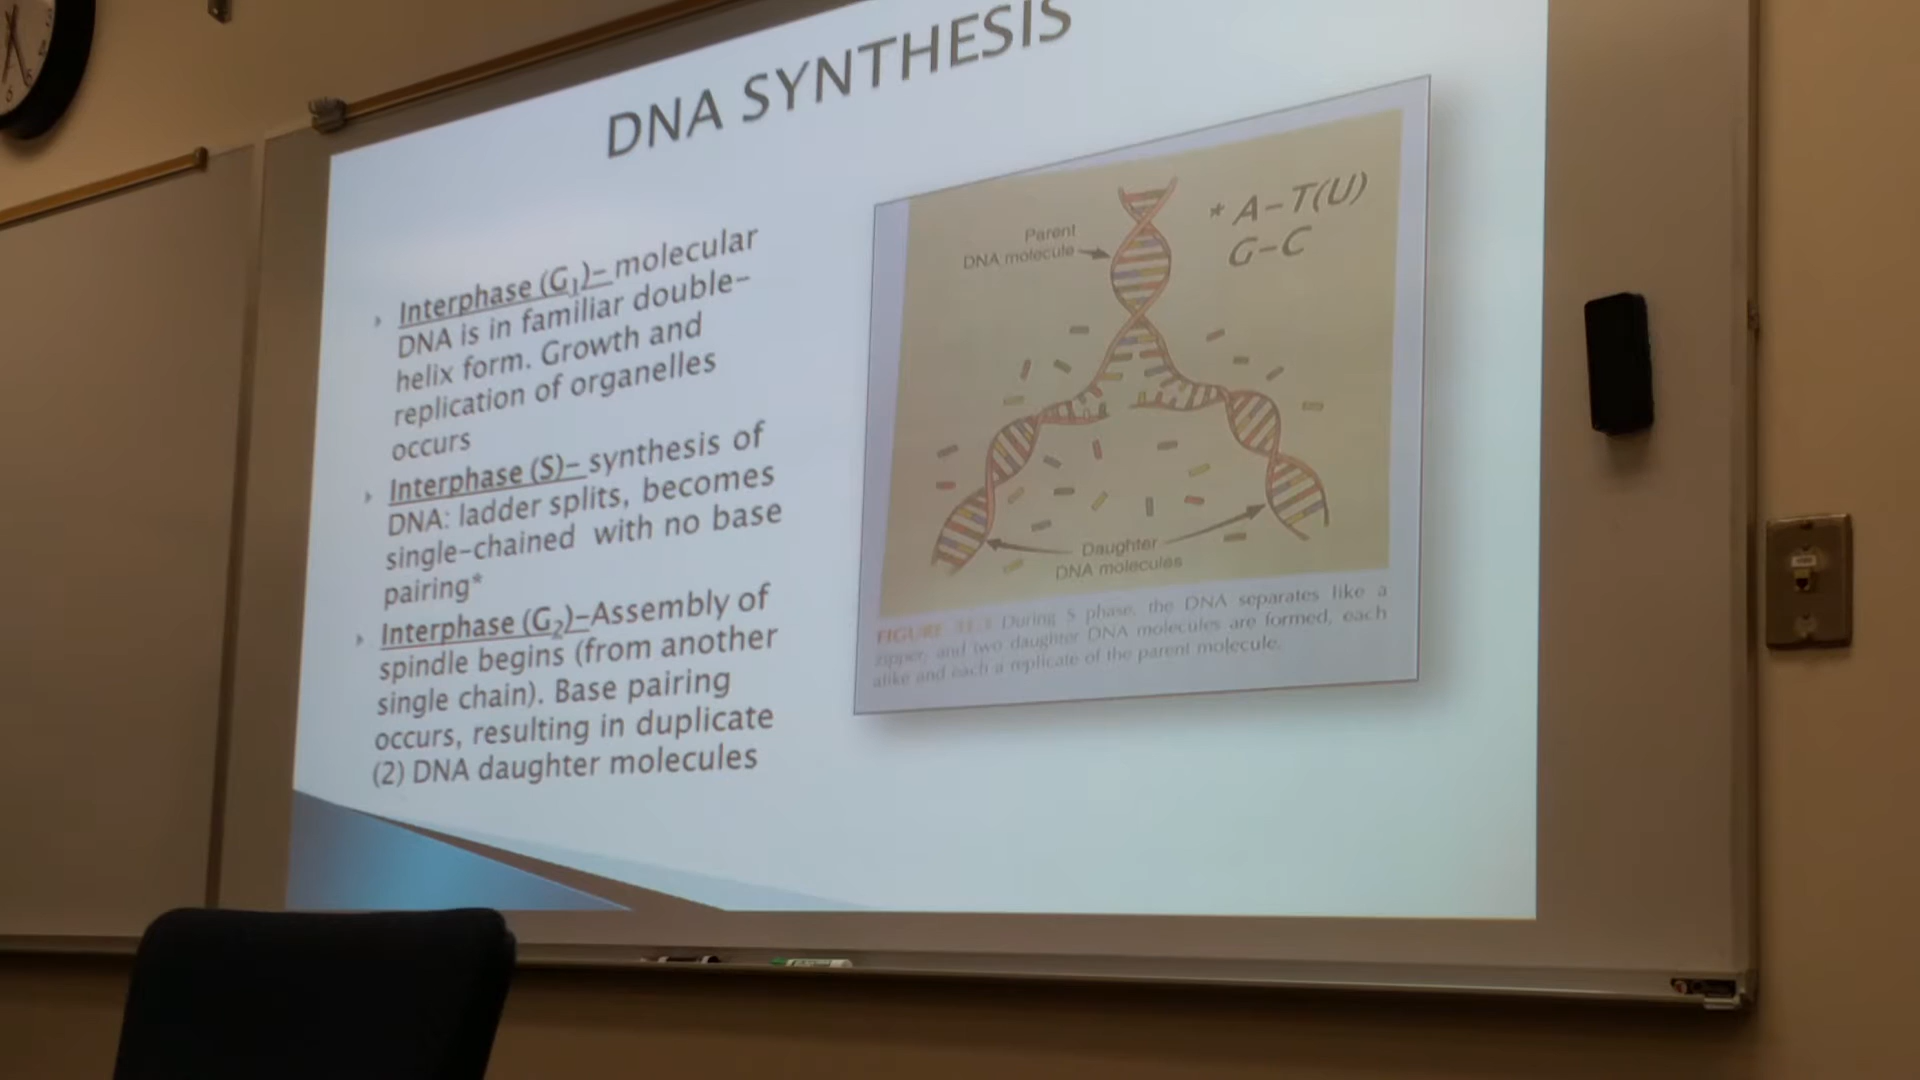 DNA SYNTHESIS
Interphase (G1)– molecular
DNA is in familiar double–
helix form. Growth and
replication of organelles
occurs
Interphase (S)– synthesis of
DNA: ladder splits, becomes
single–chained with no base
pairing*
Interphase (G2)–Assembly of
spindle begins (from another
single chain). Base pairing
occurs, resulting in duplicate
(2) DNA daughter molecules
* A–T(U)
G–C
Parent
DNA molecule
Daughter
DNA molecules
FIGURE During S phase, the DNA separates like a
zipper, and two daughter DNA molecules are formed, each
alike and each a replicate of the parent molecule.
4
5
6